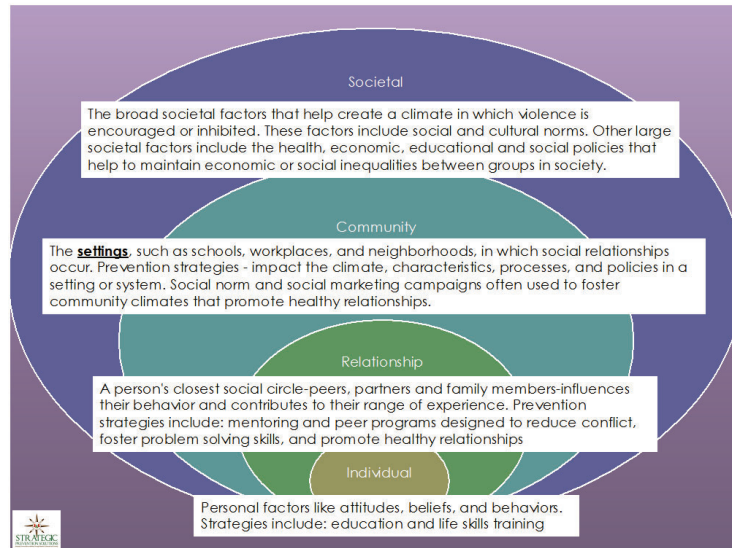 Societal
The broad societal factors that help create a climate in which violence is
encouraged or inhibited. These factors include social and cultural norms. Other large
societal factors include the health, economic, educational and social policies that
help to maintain economic or social inequalities between groups in society.
Community
The settings, such as schools, workplaces, and neighborhoods, in which social relationships
occur. Prevention strategies - impact the climate, characteristics, processes, and policies in a
setting or system. Social norm and social marketing campaigns often used to foster
community climates that promote healthy relationships.
Relationship
A person's closest social circle-peers, partners and family members-influences
their behavior and contributes to their range of experience. Prevention
strategies include: mentoring and peer programs designed to reduce conflict,
foster problem solving skills, and promote healthy relationships
Individual
Personal factors like attitudes, beliefs, and behaviors.
Strategies include: education and life skills training
STRATEGIC